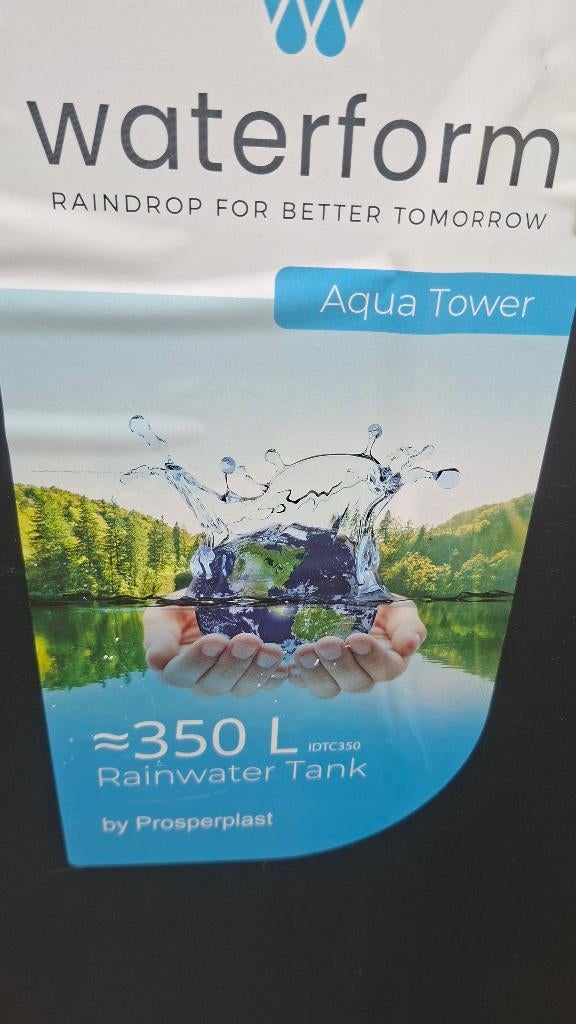 waterform
RAINDROP FOR BETTER TOMORROW
Aqua Tower
≈350 L IDTC350
Rainwater Tank
by Prosperplast